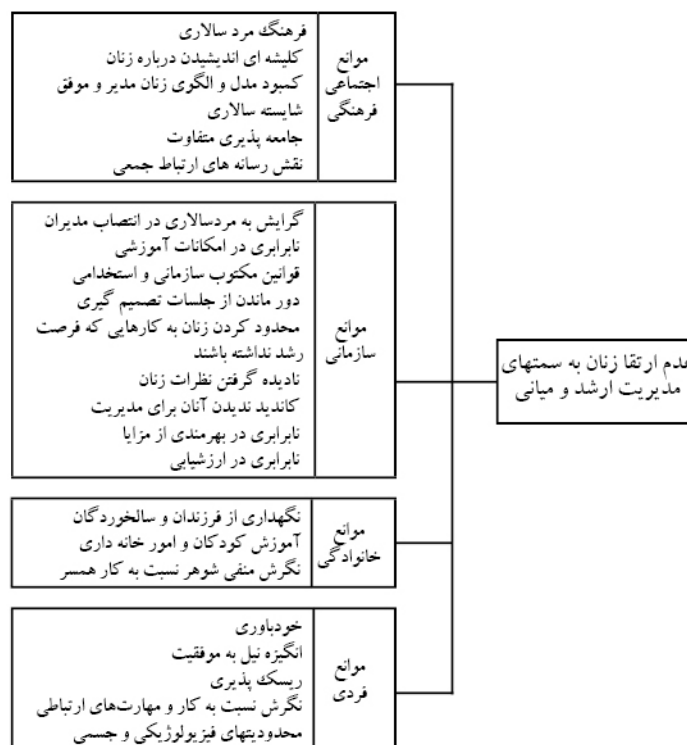 عدم ارتقا زنان به سمتهای
مدیریت ارشد و میانی
موانع
اجتماعی
فرهنگی
فرهنگ مرد سالاری
کلیشه ای اندیشیدن درباره زنان
کمبود مدل و الگوی زنان مدیر و موفق
شایسته سالاری
جامعه پذیری متفاوت
نقش رسانه های ارتباط جمعی
موانع
سازمانی
گرایش به مردسالاری در انتصاب مدیران
نابرابری در امکانات آموزشی
قوانین مکتوب سازمانی و استخدامی
دور ماندن از جلسات تصمیم گیری
محدود کردن زنان به کارهایی که فرصت
رشد نداشته باشند
نادیده گرفتن نظرات زنان
کاندید ندیدن آنان برای مدیریت
نابرابری در بهرمندی از مزایا
نابرابری در ارزشیابی
موانع
خانوادگی
نگهداری از فرزندان و سالخوردگان
آموزش کودکان و امور خانه داری
نگرش منفی شوهر نسبت به کار همسر
موانع
فردی
خودباوری
انگیزه نیل به موفقیت
ریسک پذیری
نگرش نسبت به کار و مهارت‌های ارتباطی
محدودیتهای فیزیولوژیکی و جسمی